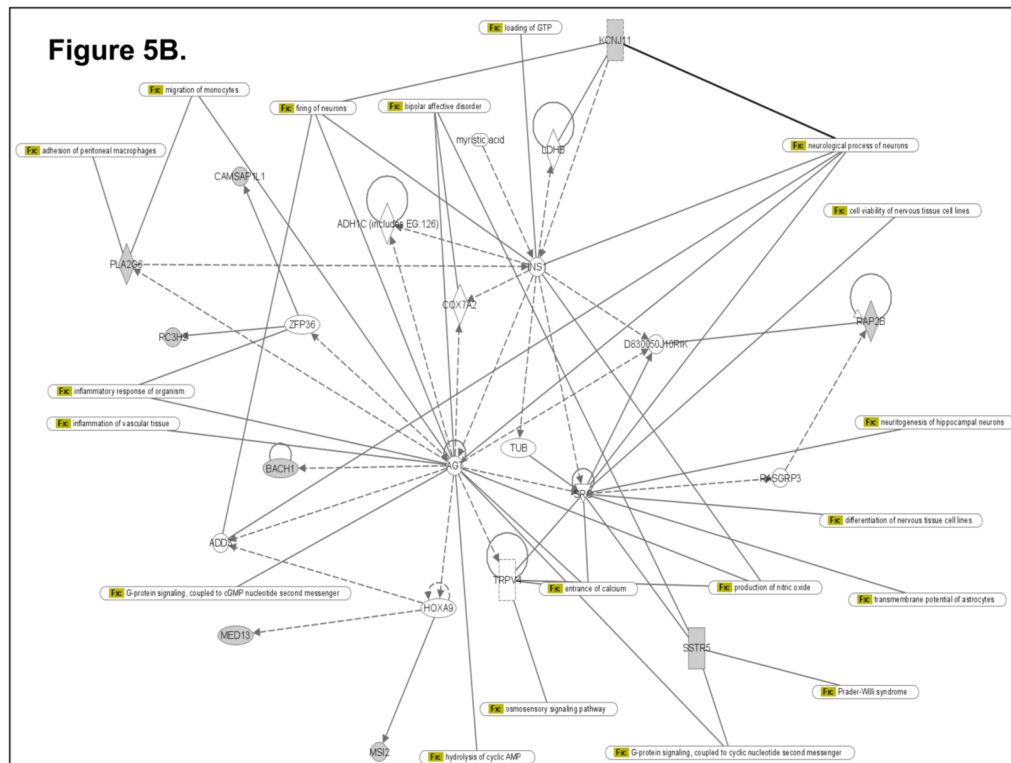 Figure 5B.
Fx: loading of GTP
KCNJ11
Fx: migration of monocytes
Fx: firing of neurons
Fx: bipolar affective disorder
myristic acid
LDHB
Fx: neurological process of neurons
Fx: adhesion of peritoneal macrophages
CAMSAP1L1
ADH1C (includes EG:126)
Fx: cell viability of nervous tissue cell lines
PLA2G6
INS1
COX7A2
RAP2B
ZFP36
RC3H2
D830050J10RIK
Fx: inflammatory response of organism
Fx: inflammation of vascular tissue
Fx: neuritogenesis of hippocampal neurons
TUB
BACH1
AGT
SRC
RASGRP3
Fx: differentiation of nervous tissue cell lines
ADD3
TRPV4
Fx: G-protein signaling, coupled to cGMP nucleotide second messenger
Fx: entrance of calcium
Fx: production of nitric oxide
Fx: transmembrane potential of astrocytes
HOXA9
MED13
SSTR5
Fx: Prader-Willi syndrome
Fx: osmosensory signaling pathway
MSI2
Fx: hydrolysis of cyclic AMP
Fx: G-protein signaling, coupled to cyclic nucleotide second messenger